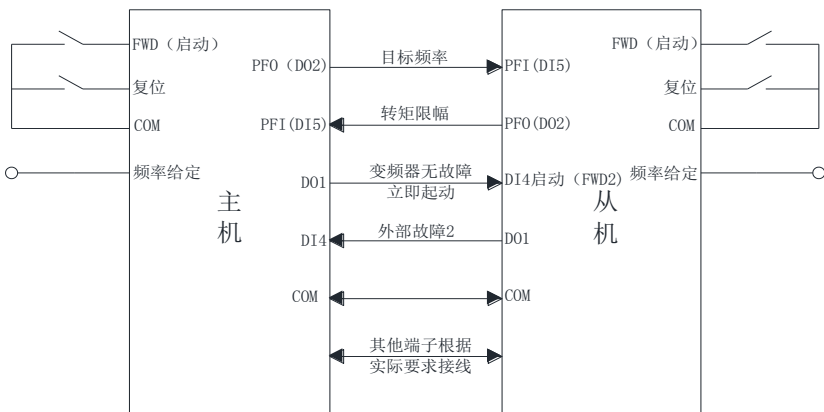 FWD（启动）
复位
COM
频率给定
主
机
PFO（DO2）
PFI(DI5)
DO1
DI4
COM
目标频率
转矩限幅
变频器无故障
立即起动
外部故障2
其他端子根据
实际要求接线
PFI(DI5)
PFO(DO2)
DI4启动（FWD2）
DO1
COM
从
机
FWD（启动）
复位
COM
频率给定